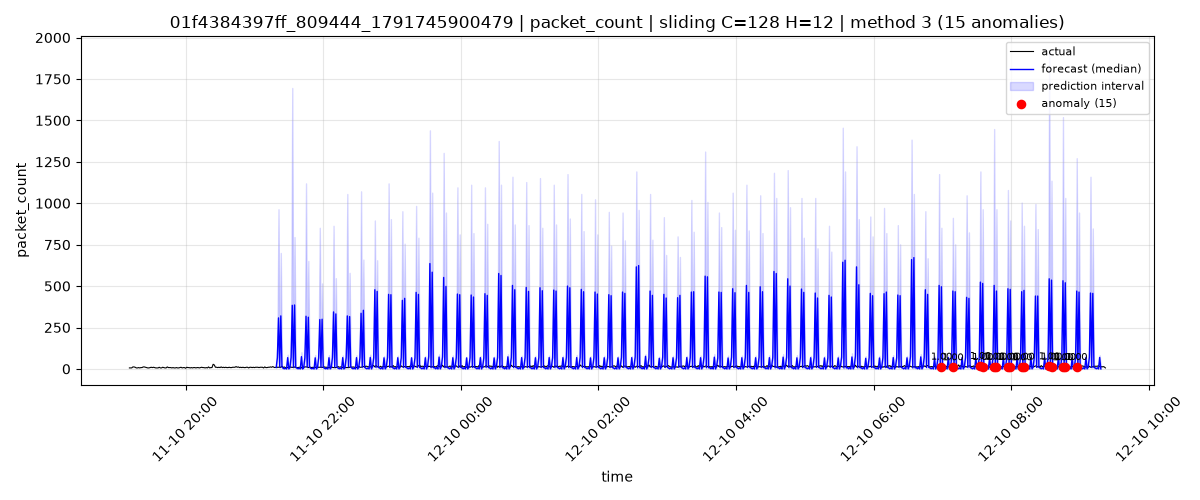 01f4384397ff_809444_1791745900479 | packet_count | sliding C=128 H=12 | method 3 (15 anomalies)
actual
forecast (median)
prediction interval
anomaly (15)
packet_count
2000
1750
1500
1250
1000
750
500
250
0
11-10 20:00
11-10 22:00
12-10 00:00
12-10 02:00
12-10 04:00
12-10 06:00
12-10 08:00
12-10 10:00
time